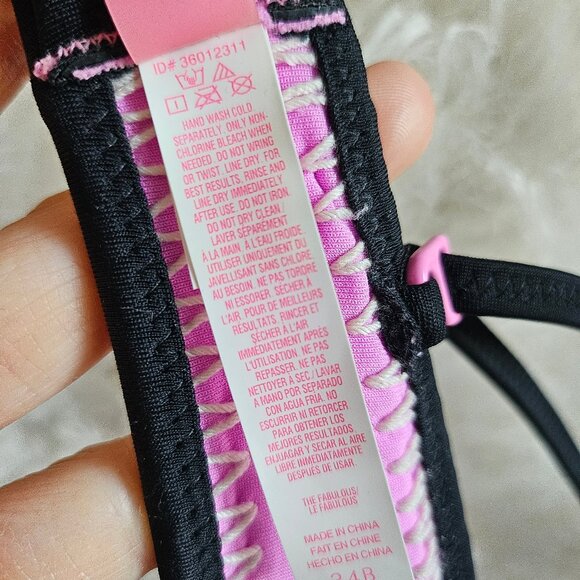 ID# 36012311
HAND WASH COLD
SEPARATELY. ONLY NON-
CHLORINE BLEACH WHEN
NEEDED. DO NOT WRING
OR TWIST. LINE DRY. FOR
BEST RESULTS, RINSE AND
LINE DRY IMMEDIATELY
AFTER USE. DO NOT IRON.
DO NOT DRY CLEAN /
LAVER SÉPARÉMENT
À LA MAIN À L'EAU FROIDE.
UTILISER UNIQUEMENT DU
JAVELLISANT SANS CHLORE
AU BESOIN. NE PAS TORDRE
NI ESSORER. SÉCHER À
RÉSULTATS, RINCER ET
SÉCHER À L'AIR
IMMÉDIATEMENT APRÈS
L'UTILISATION. NE PAS
REPASSER. NE PAS
NETTOYER À SEC / LAVAR
A MANO POR SEPARADO
CON AGUA FRÍA. NO
ESCURRIR NI RETORCER
PARA OBTENER LOS
MEJORES RESULTADOS
ENJUAGAR Y SECAR AL AIRE
LIBRE INMEDIATAMENTE
DESPUÉS DE USAR
THE FABULOUS/
LE FABULOUS
MADE IN CHINA
FAIT EN CHINE
HECHO EN CHINA
34B